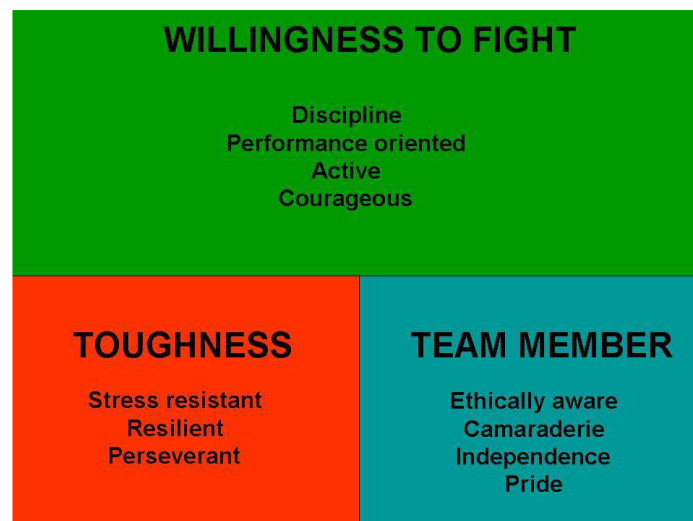 WILLINGNESS TO FIGHT
Discipline
Performance oriented
Active
Courageous
TOUGHNESS
Stress resistant
Resilient
Perseverant
TEAM MEMBER
Ethically aware
Camaraderie
Independence
Pride